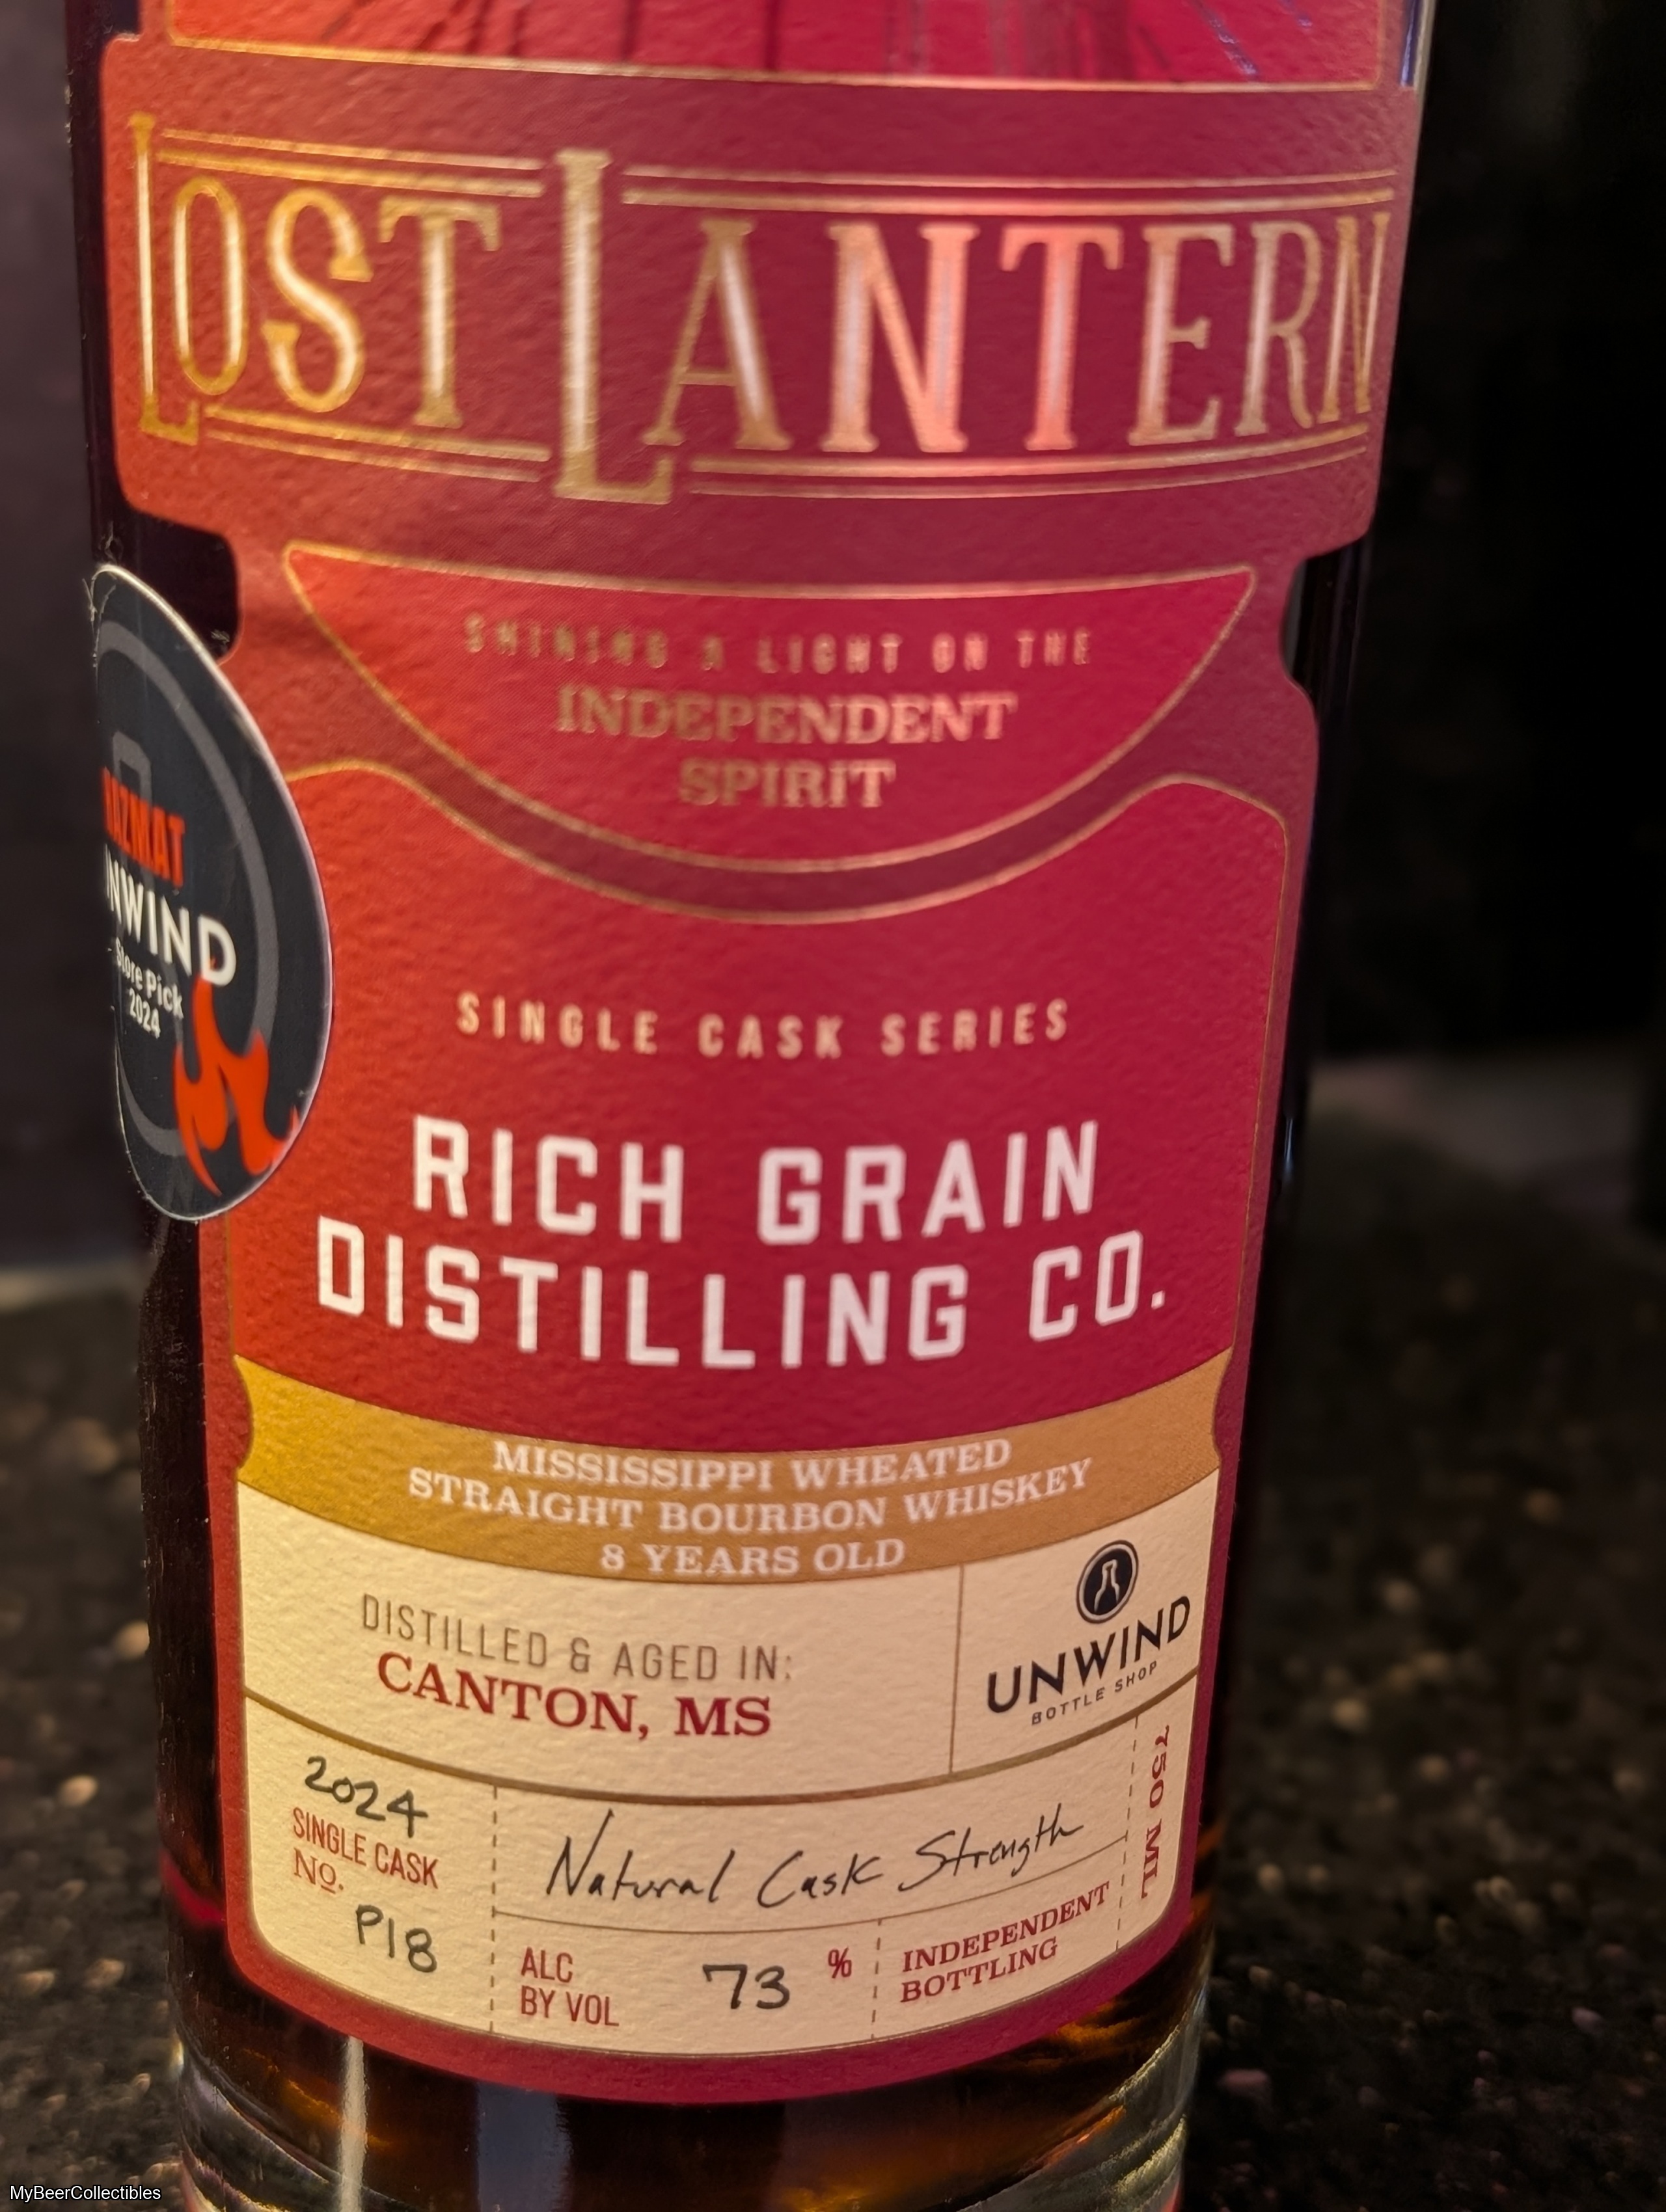 LOST LANTERN
SHINING A LIGHT ON THE
INDEPENDENT
SPIRIT
HAZMAT
UNWIND
Store Pick
2024
SINGLE CASK SERIES
RICH GRAIN
DISTILLING CO.
MISSISSIPPI WHEATED
STRAIGHT BOURBON WHISKEY
8 YEARS OLD
DISTILLED & AGED IN:
CANTON, MS
UNWIND
BOTTLE SHOP
2024
SINGLE CASK
NO.
P18
Natural Cask Strength
750 ML
ALC
BY VOL
73 %
INDEPENDENT
BOTTLING
MyBeerCollectibles